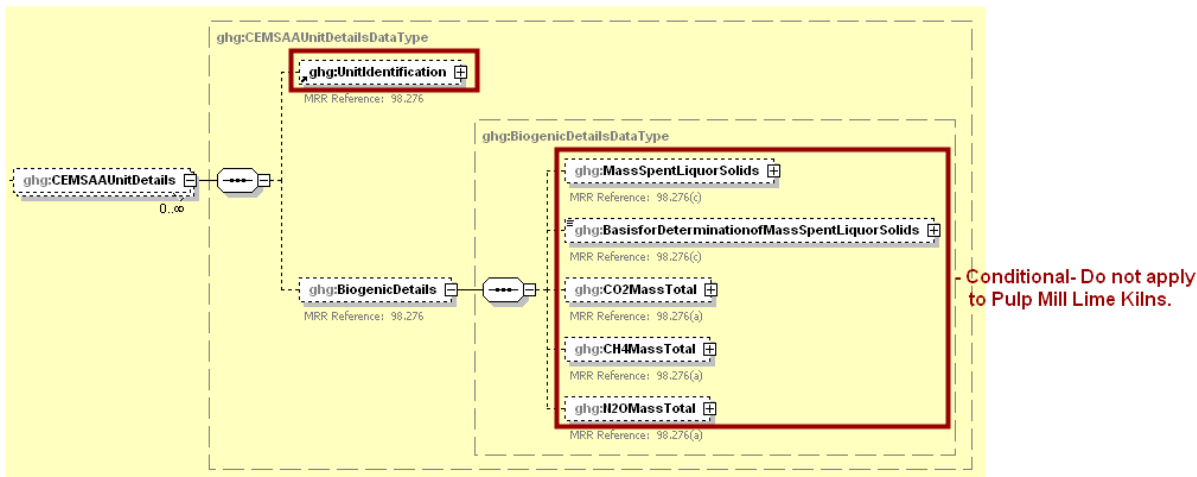 ghg:CEMSAAUnitDetailsDataType
ghg:UnitIdentification
MRR Reference: 98.276
ghg:BiogenicDetailsDataType
ghg:MassSpentLiquorSolids
MRR Reference: 98.276(c)
ghg:CEMSAAUnitDetails
0..∞
ghg:BasisforDeterminationofMassSpentLiquorSolids
MRR Reference: 98.276(c)
- Conditional- Do not apply
to Pulp Mill Lime Kilns.
ghg:BiogenicDetails
MRR Reference: 98.276
ghg:CO2MassTotal
MRR Reference: 98.276(a)
ghg:CH4MassTotal
MRR Reference: 98.276(a)
ghg:N2OMassTotal
MRR Reference: 98.276(a)